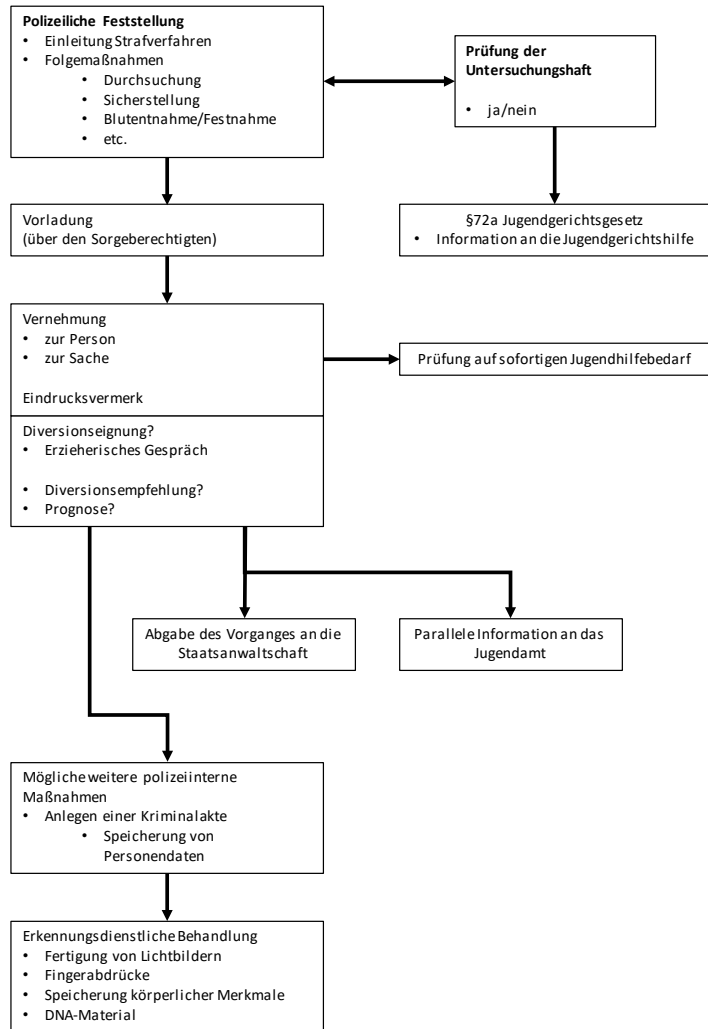 Polizeiliche Feststellung
• Einleitung Strafverfahren
• Folgemaßnahmen
• Durchsuchung
• Sicherstellung
• Blutentnahme/Festnahme
• etc.
Prüfung der
Untersuchungshaft
• ja/nein
Vorladung
(über den Sorgeberechtigten)
§72a Jugendgerichtsgesetz
• Information an die Jugendgerichtshilfe
Vernehmung
• zur Person
• zur Sache
Eindrucksvermerk
Prüfung auf sofortigen Jugendhilfebedarf
Diversionseignung?
• Erzieherisches Gespräch
• Diversionsempfehlung?
• Prognose?
Abgabe des Vorganges an die
Staatsanwaltschaft
Parallele Information an das
Jugendamt
Mögliche weitere polizeiinterne
Maßnahmen
• Anlegen einer Kriminalakte
• Speicherung von
Personendaten
Erkennungsdienstliche Behandlung
• Fertigung von Lichtbildern
• Fingerabdrücke
• Speicherung körperlicher Merkmale
• DNA-Material